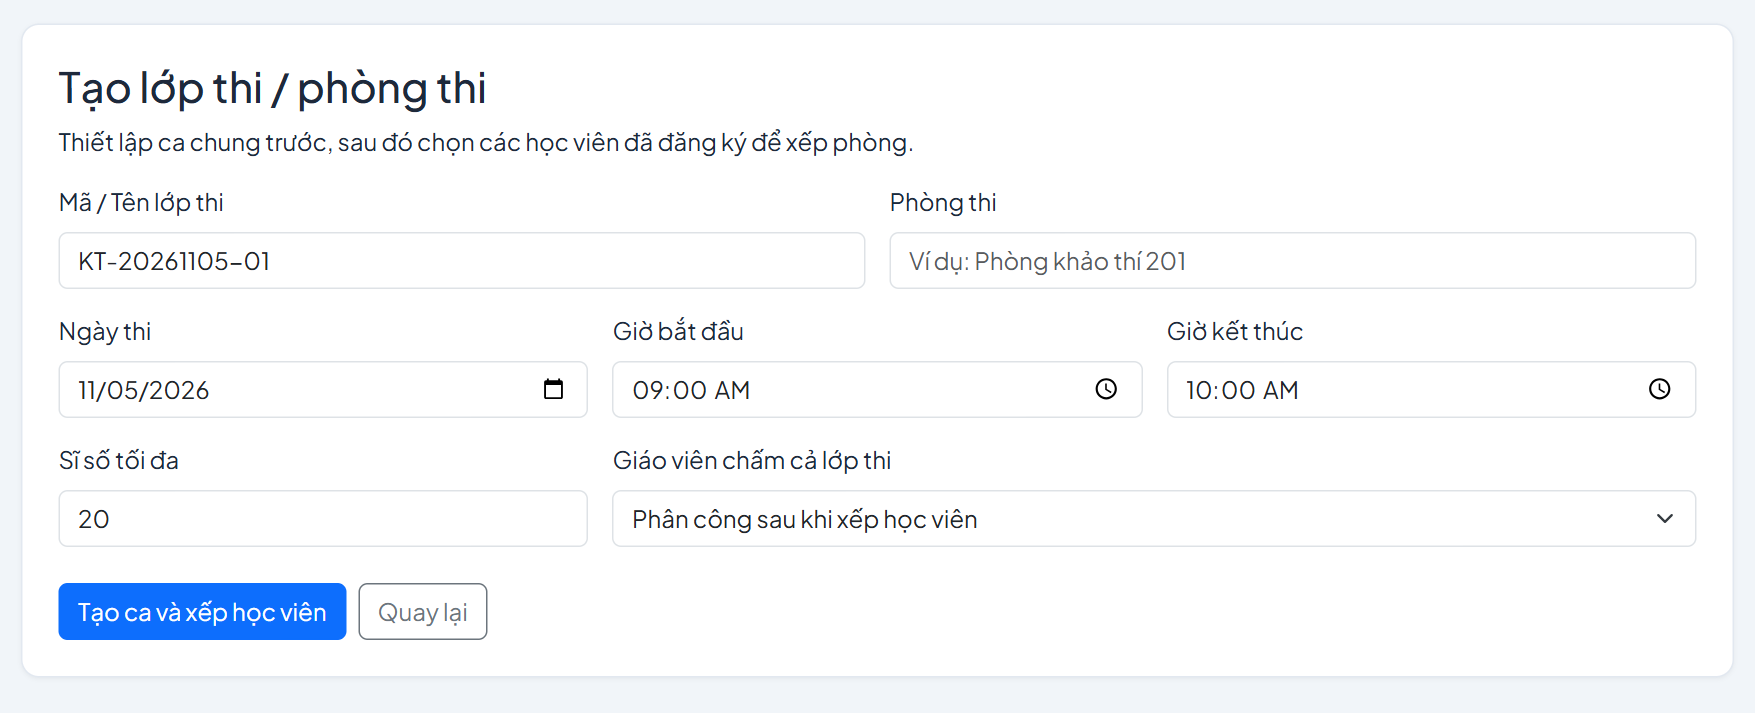 Tạo lớp thi / phòng thi
Thiết lập ca chung trước, sau đó chọn các học viên đã đăng ký để xếp phòng.
Mã / Tên lớp thi
Phòng thi
KT-20261105-01
Ví dụ: Phòng khảo thí 201
Ngày thi
Giờ bắt đầu
Giờ kết thúc
11/05/2026
09:00 AM
10:00 AM
Sĩ số tối đa
Giáo viên chấm cả lớp thi
20
Phân công sau khi xếp học viên
Tạo ca và xếp học viên
Quay lại